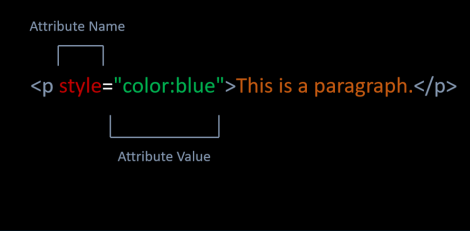 Attribute Name
<p style="color:blue">This is a paragraph.</p>
Attribute Value